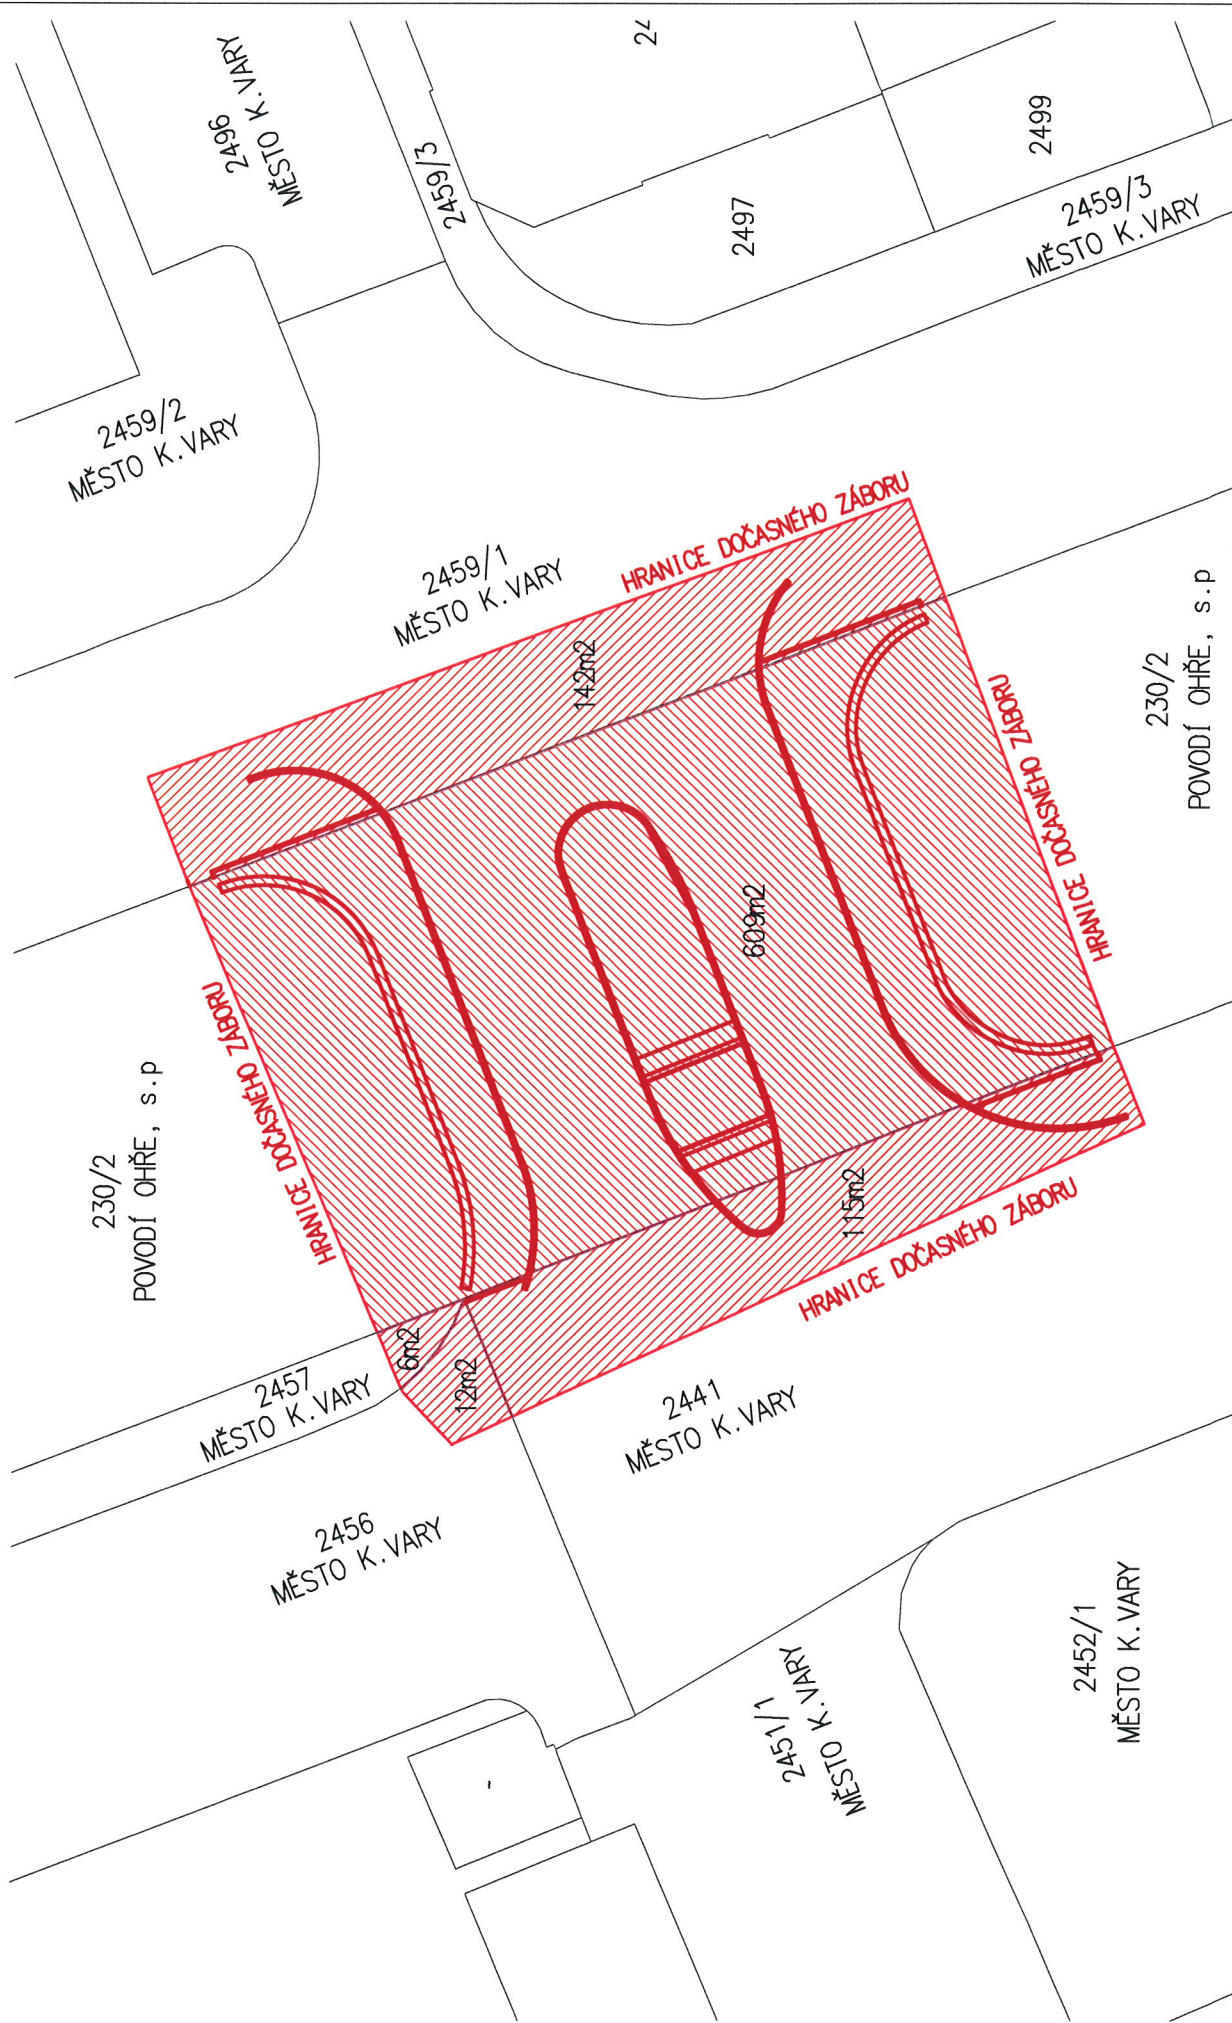 24
2496
MĚSTO K.VARY
2459/3
2499
2497
2459/3
MĚSTO K.VARY
2459/2
MĚSTO K.VARY
2459/1
MĚSTO K.VARY
HRANICE DOČASNÉHO ZÁBORU
142m2
230/2
POVODÍ OHŘE, s.p
HRANICE DOČASNÉHO ZÁBORU
609m2
HRANICE DOČASNÉHO ZÁBORU
230/2
POVODÍ OHŘE, s.p
115m2
HRANICE DOČASNÉHO ZÁBORU
6m2
12m2
2457
MĚSTO K.VARY
2441
MĚSTO K.VARY
2456
MĚSTO K.VARY
2451/1
MĚSTO K.VARY
2452/1
MĚSTO K.VARY